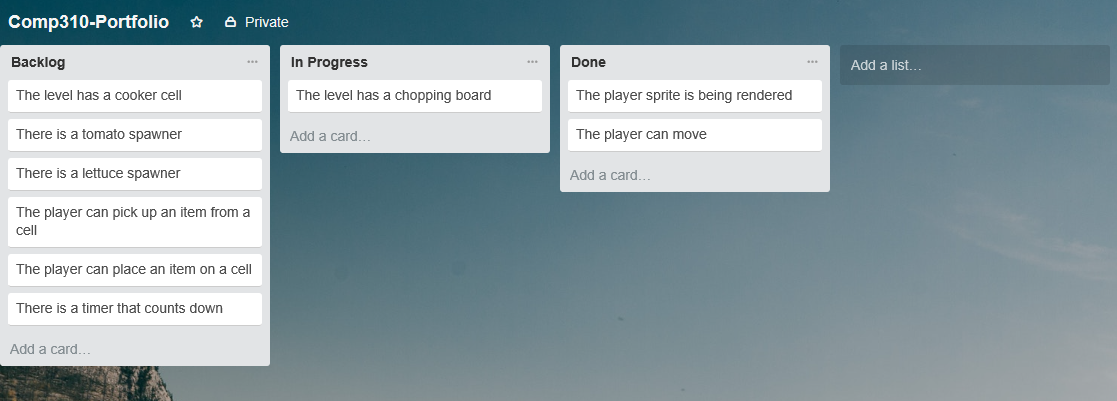 Comp310-Portfolio Private
Backlog
The level has a cooker cell
There is a tomato spawner
There is a lettuce spawner
The player can pick up an item from a
cell
The player can place an item on a cell
There is a timer that counts down
Add a card…
In Progress
The level has a chopping board
Add a card…
Done
The player sprite is being rendered
The player can move
Add a card…
Add a list…